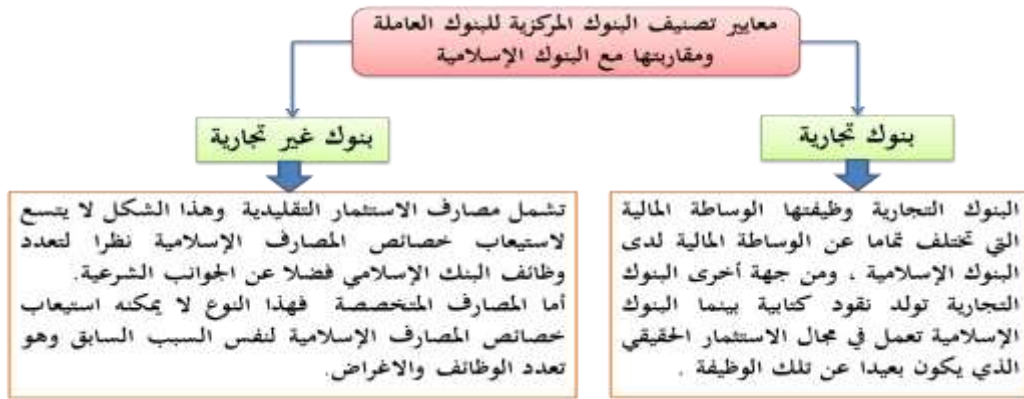 معايير تصنيف البنوك المركزية للبنوك العاملة
ومقاربتها مع البنوك الإسلامية
بنوك تجارية
البنوك التجارية وظيفتها الوساطة المالية
التي تختلف تماما عن الوساطة المالية لدى
البنوك الإسلامية ، ومن جهة أخرى البنوك
التجارية تولد نقود كتابية بينما البنوك
الإسلامية تعمل في مجال الاستثمار الحقيقي
الذي يكون بعيدا عن تلك الوظيفة .
بنوك غير تجارية
تشمل مصارف الاستثمار التقليدية وهذا الشكل لا يتسع
لاستيعاب خصائص المصارف الإسلامية نظرا لتعدد
وظائف البنك الإسلامي فضلا عن الجوانب الشرعية.
أما المصارف المتخصصة فهذا النوع لا يمكنه استيعاب
خصائص المصارف الإسلامية لنفس السبب السابق وهو
تعدد الوظائف والاغراض.